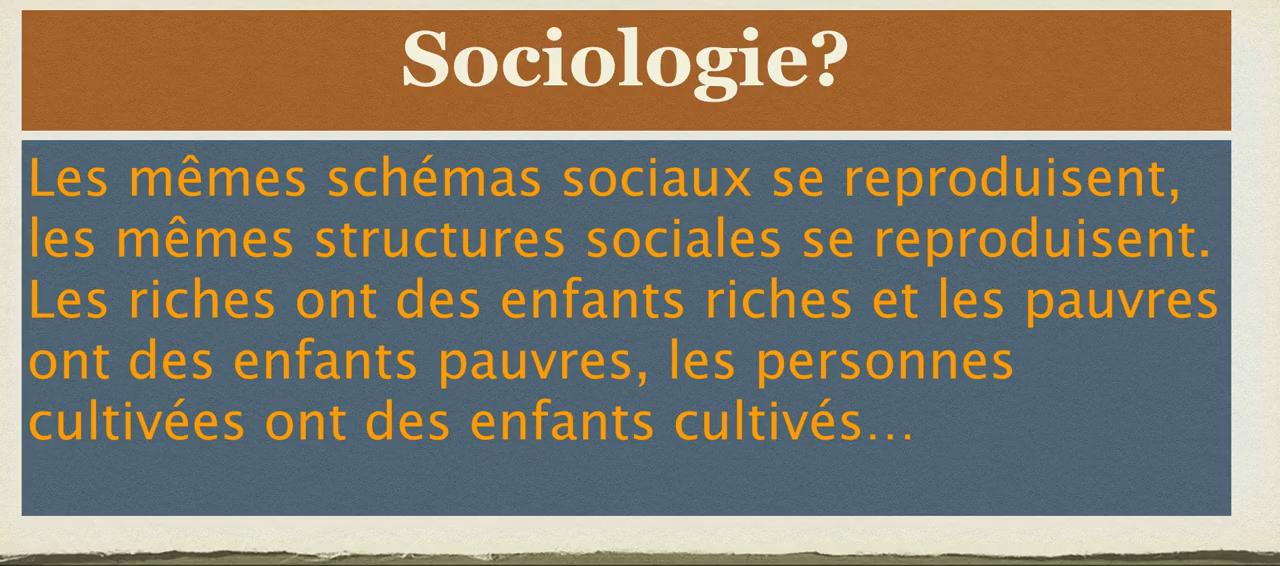 Sociologie?
Les mêmes schémas sociaux se reproduisent,
les mêmes structures sociales se reproduisent.
Les riches ont des enfants riches et les pauvres
ont des enfants pauvres, les personnes
cultivées ont des enfants cultivés…